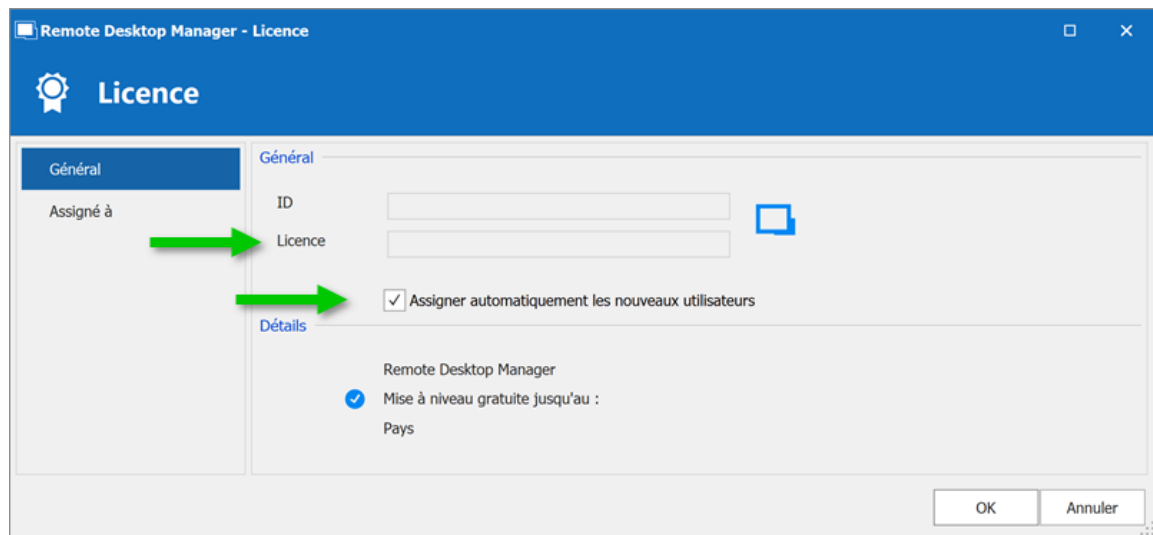 Remote Desktop Manager - Licence
Licence
Général
Assigné à
Général
ID
Licence
Assigner automatiquement les nouveaux utilisateurs
Détails
Remote Desktop Manager
Mise à niveau gratuite jusqu'au :
Pays
OK Annuler